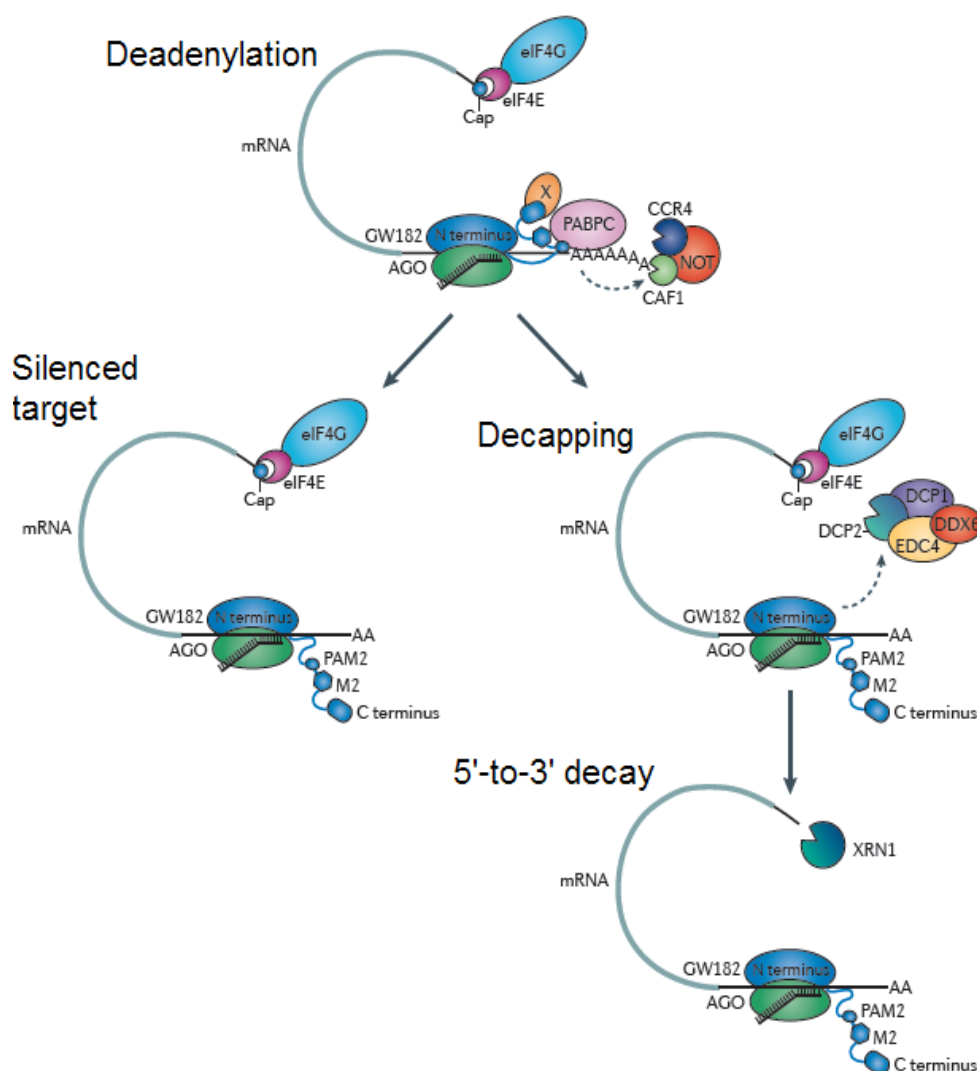 Deadenylation
eIF4G
eIF4E
Cap
mRNA
X
PABPC
CCR4
NOT
GW182
N terminus
AGO
AAAAAAA
CAF1
Silenced
target
eIF4G
eIF4E
Cap
mRNA
GW182
N terminus
AGO
AA
PAM2
M2
C terminus
Decapping
eIF4G
eIF4E
Cap
mRNA
DCP1
DCP2
DDX6
EDC4
GW182
N terminus
AGO
AA
PAM2
M2
C terminus
5'-to-3' decay
XRN1
mRNA
GW182
N terminus
AGO
AA
PAM2
M2
C terminus